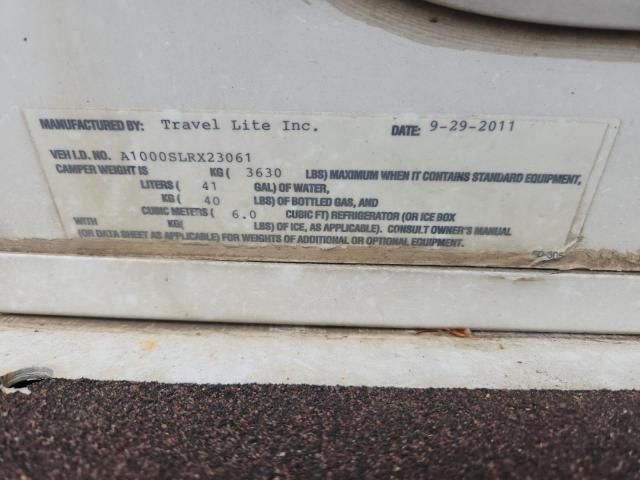 MANUFACTURED BY: Travel Lite Inc. DATE: 9-29-2011
VEH I.D. NO. A1000SLRX23061
CAMPER WEIGHT IS KG ( 3630 LBS) MAXIMUM WHEN IT CONTAINS STANDARD EQUIPMENT,
LITERS ( 41 GAL) OF WATER,
KG ( 40 LBS) OF BOTTLED GAS, AND
CUBIC METERS ( 6.0 CUBIC FT) REFRIGERATOR (OR ICE BOX
WITH KG( LBS) OF ICE, AS APPLICABLE). CONSULT OWNER'S MANUAL
(OR DATA SHEET AS APPLICABLE) FOR WEIGHTS OF ADDITIONAL OR OPTIONAL EQUIPMENT.